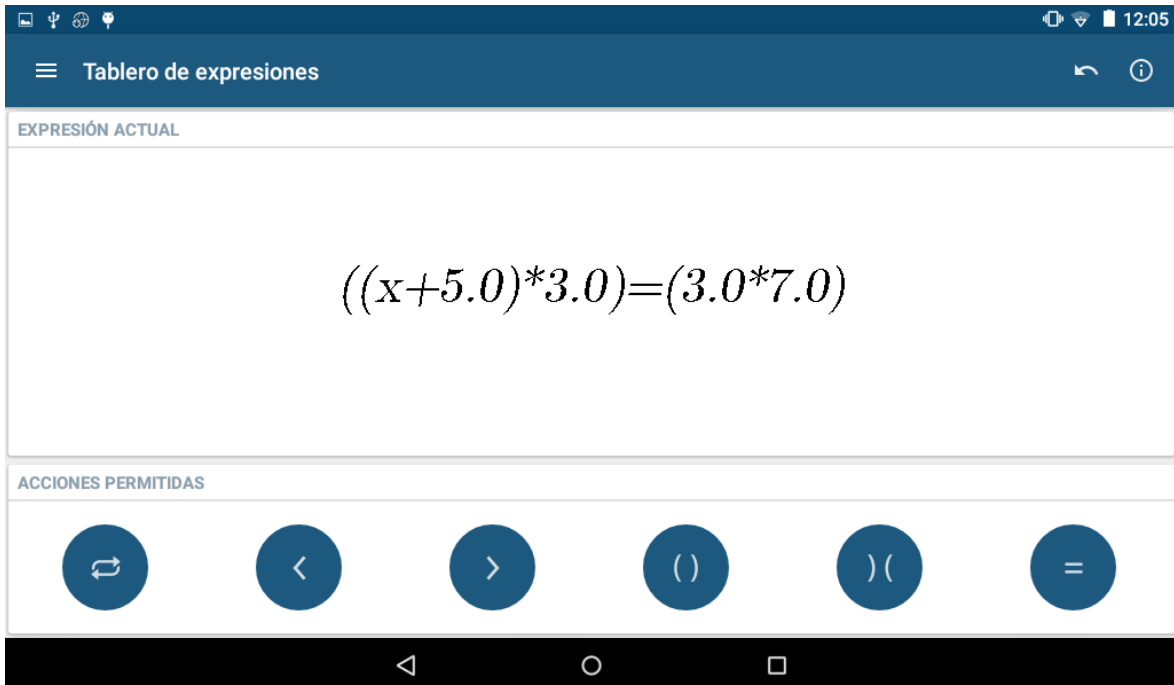 12:05
Tablero de expresiones
EXPRESIÓN ACTUAL
((x+5.0)*3.0)=(3.0*7.0)
ACCIONES PERMITIDAS
< > () )( =